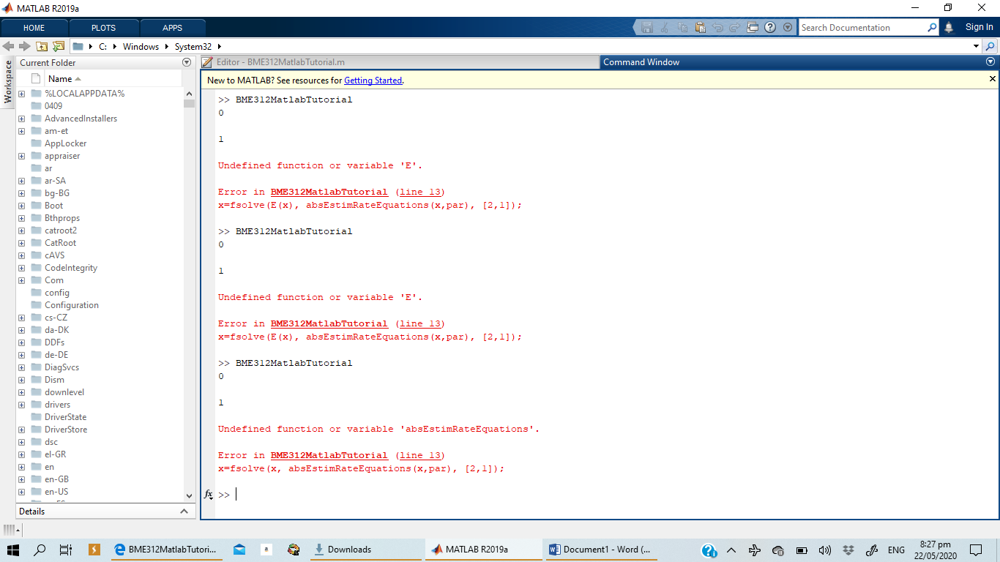 MATLAB R2019a
HOME PLOTS APPS Search Documentation Sign In
C: Windows System32
Workspace
Current Folder
Name
%LOCALAPPDATA%
0409
AdvancedInstallers
am-et
AppLocker
appraiser
ar
ar-SA
bg-BG
Boot
Bthprops
catroot2
CatRoot
cAVS
CodeIntegrity
Com
config
Configuration
cs-CZ
da-DK
DDFs
de-DE
DiagSvcs
Dism
downlevel
drivers
DriverState
DriverStore
dsc
el-GR
en
en-GB
en-US
Details
Editor - BME312MatlabTutorial.m
Command Window
New to MATLAB? See resources for Getting Started.
>> BME312MatlabTutorial
0
1
Undefined function or variable 'E'.
Error in BME312MatlabTutorial (line 13)
x=fsolve(E(x), absEstimRateEquations(x,par), [2,1]);
>> BME312MatlabTutorial
0
1
Undefined function or variable 'E'.
Error in BME312MatlabTutorial (line 13)
x=fsolve(E(x), absEstimRateEquations(x,par), [2,1]);
>> BME312MatlabTutorial
0
1
Undefined function or variable 'absEstimRateEquations'.
Error in BME312MatlabTutorial (line 13)
x=fsolve(x, absEstimRateEquations(x,par), [2,1]);
fx >>
BME312MatlabTutori... Downloads MATLAB R2019a Document1 - Word (... ENG 8:27 pm
22/05/2020